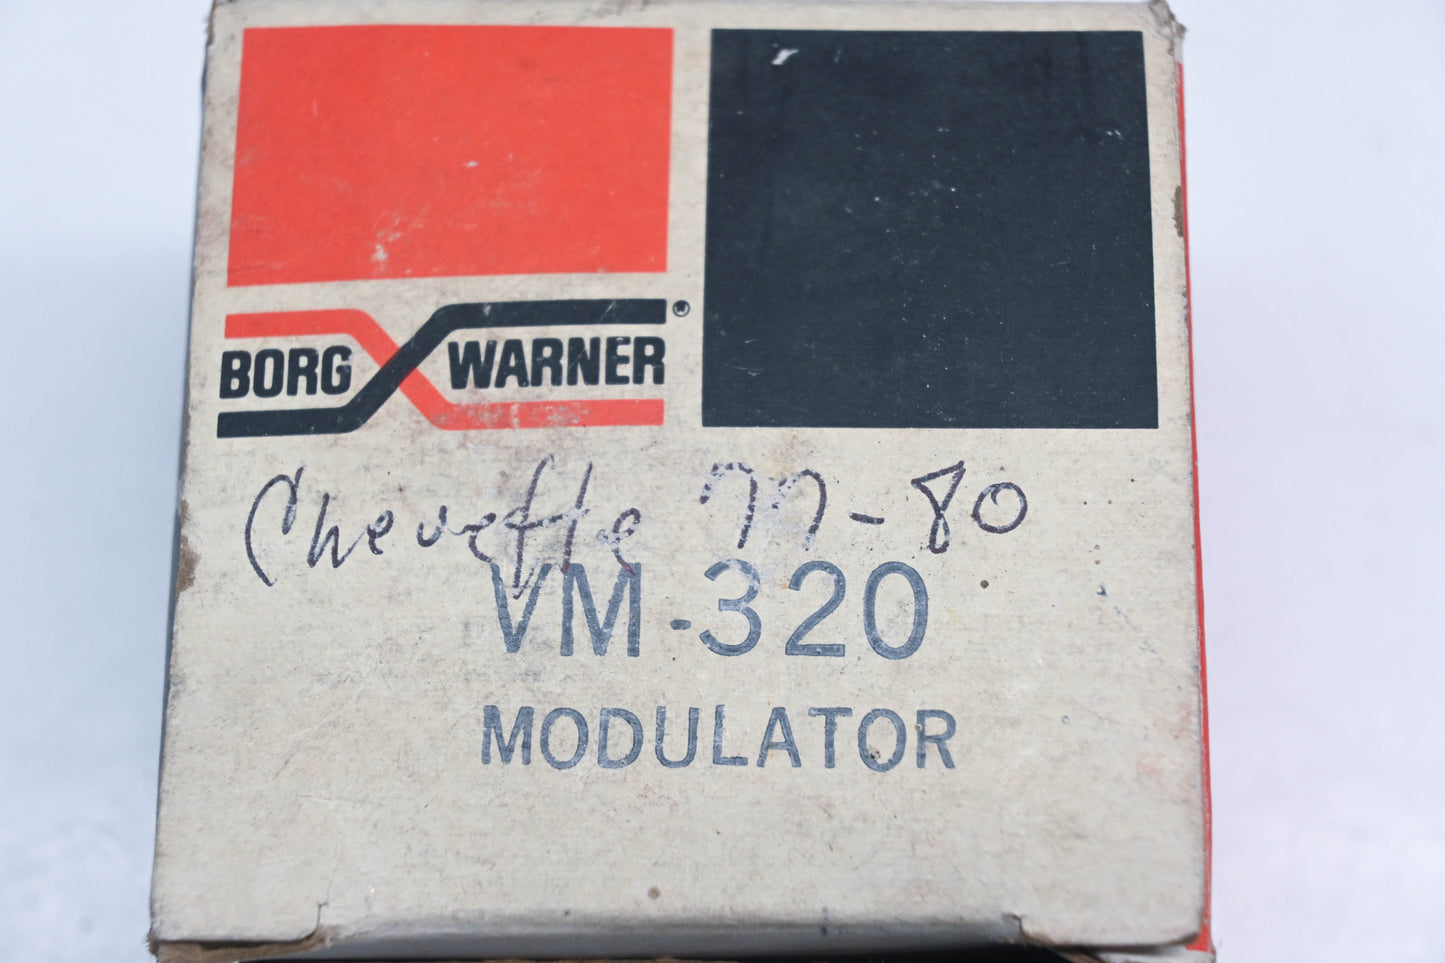 BORG WARNER®
Chevette 77-80
VM-320
MODULATOR